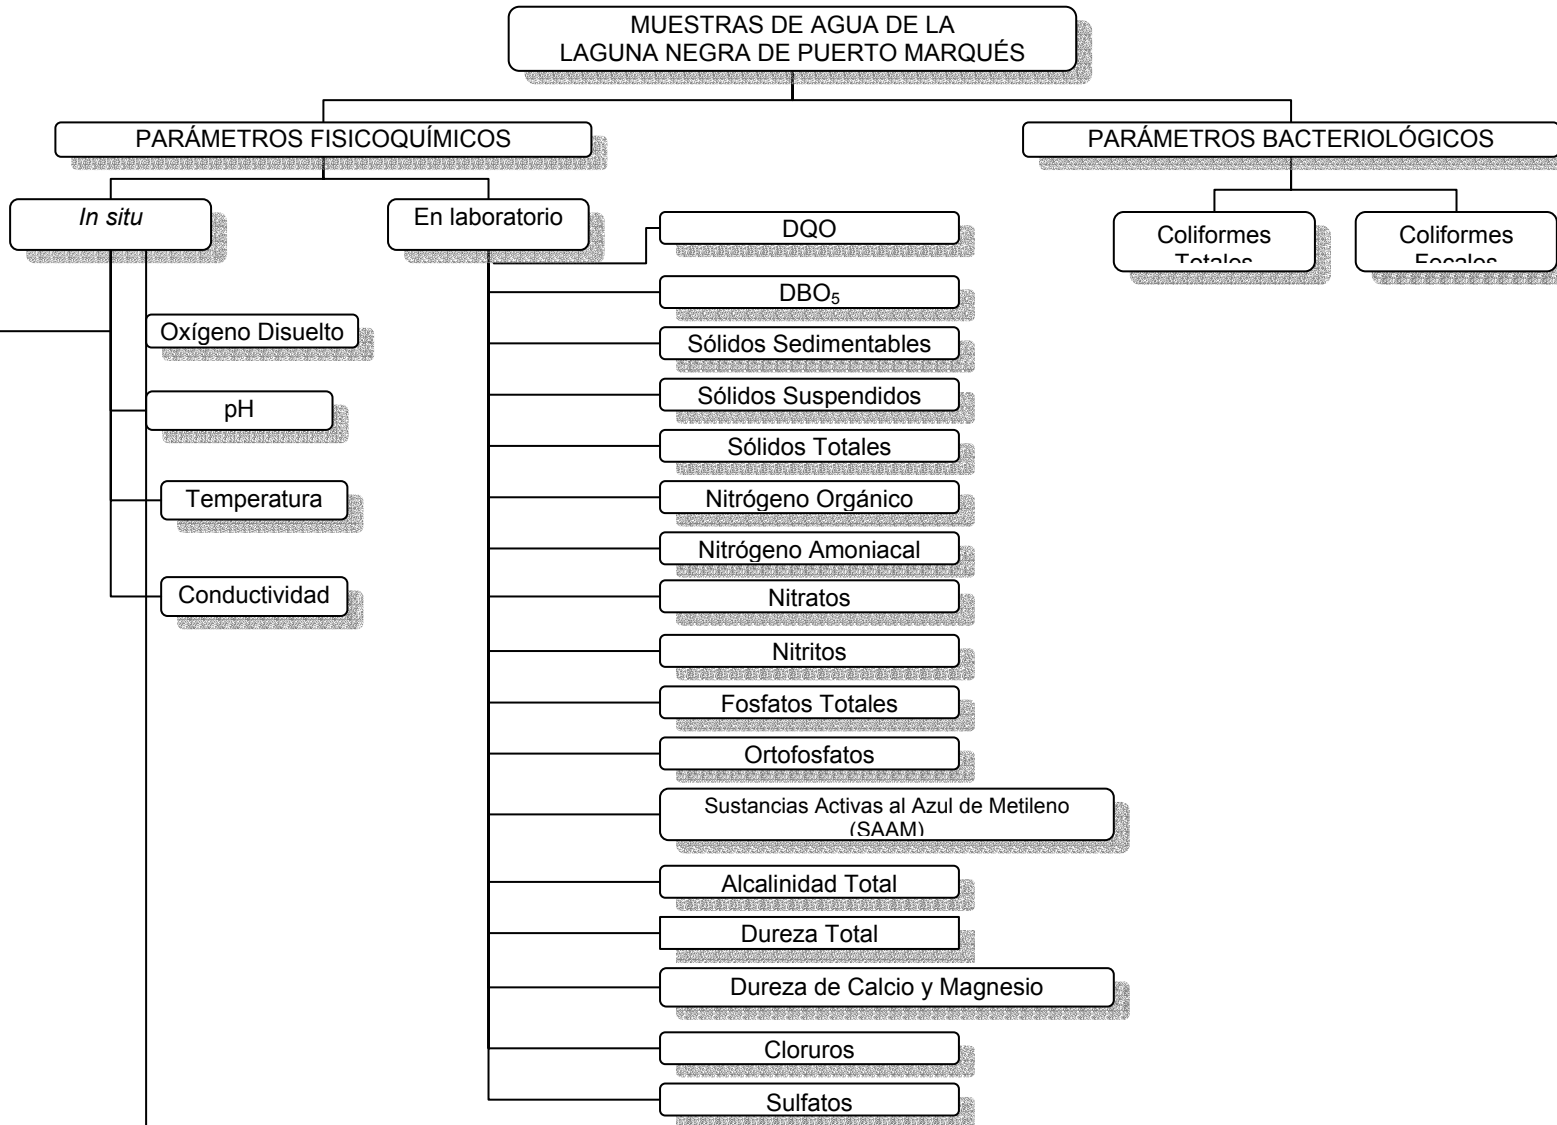 MUESTRAS DE AGUA DE LA
LAGUNA NEGRA DE PUERTO MARQUÉS
PARÁMETROS FISICOQUÍMICOS
PARÁMETROS BACTERIOLÓGICOS
In situ
En laboratorio
Coliformes
Totales
Coliformes
Fecales
Oxígeno Disuelto
pH
Temperatura
Conductividad
DQO
DBO₅
Sólidos Sedimentables
Sólidos Suspendidos
Sólidos Totales
Nitrógeno Orgánico
Nitrógeno Amoniacal
Nitratos
Nitritos
Fosfatos Totales
Ortofosfatos
Sustancias Activas al Azul de Metileno
(SAAM)
Alcalinidad Total
Dureza Total
Dureza de Calcio y Magnesio
Cloruros
Sulfatos